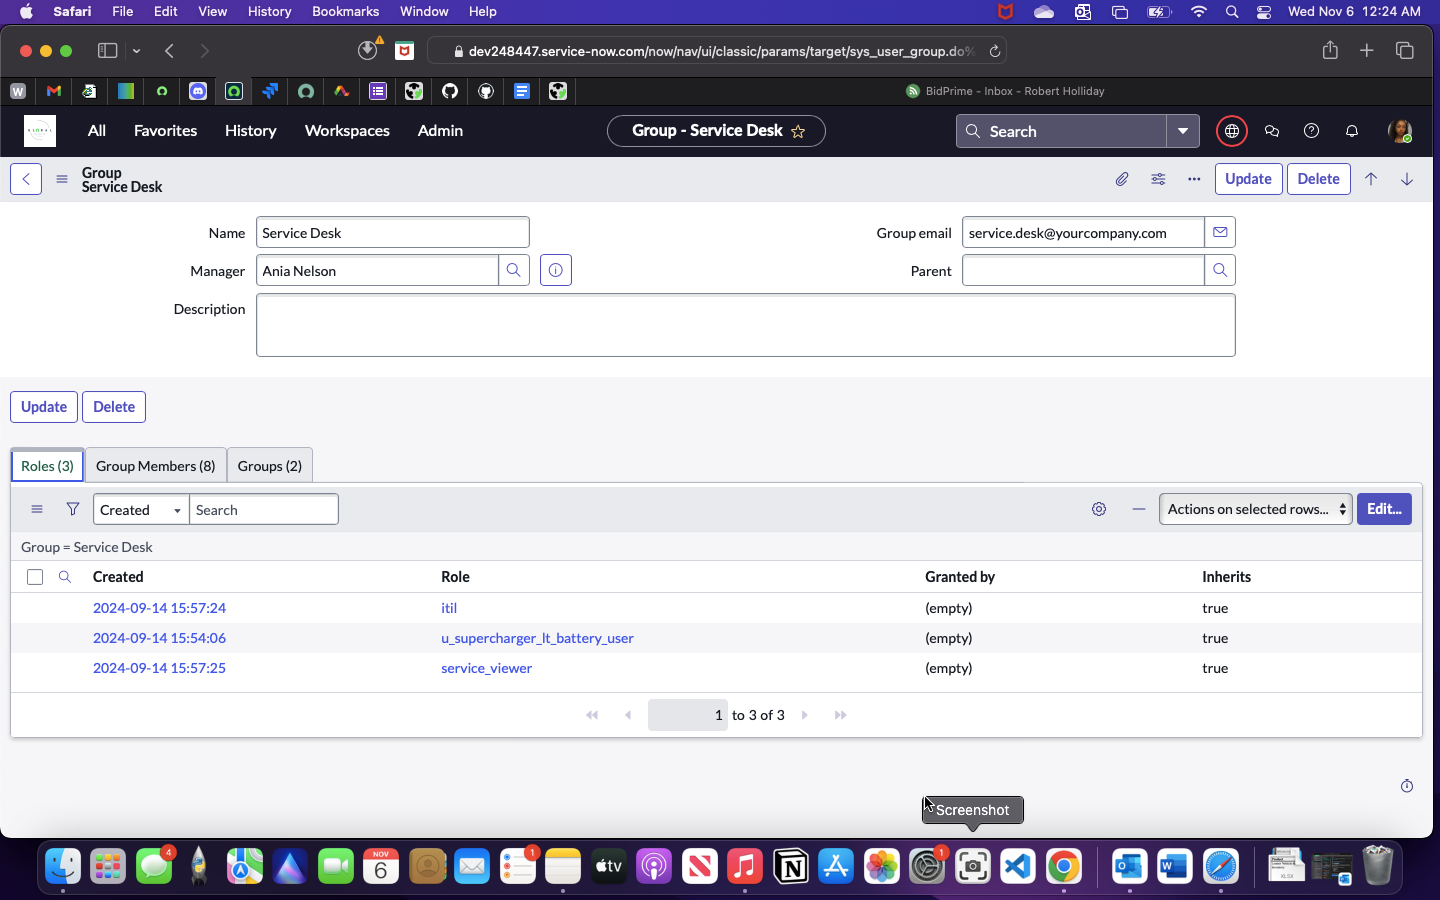 Safari File Edit View History Bookmarks Window Help Wed Nov 6 12:24 AM
dev248447.service-now.com/now/nav/ui/classic/params/target/sys_user_group.do%
W BidPrime - Inbox - Robert Holliday
GLOBAL All Favorites History Workspaces Admin Group - Service Desk Search
Group
Service Desk
Update Delete
Name Service Desk Group email service.desk@yourcompany.com
Manager Ania Nelson Parent
Description
Update Delete
Roles (3) Group Members (8) Groups (2)
Created Search Actions on selected rows... Edit...
Group = Service Desk
Created Role Granted by Inherits
2024-09-14 15:57:24 itil (empty) true
2024-09-14 15:54:06 u_supercharger_lt_battery_user (empty) true
2024-09-14 15:57:25 service_viewer (empty) true
1 to 3 of 3
Screenshot
4 NOV 6 1 tv 1
XLSX